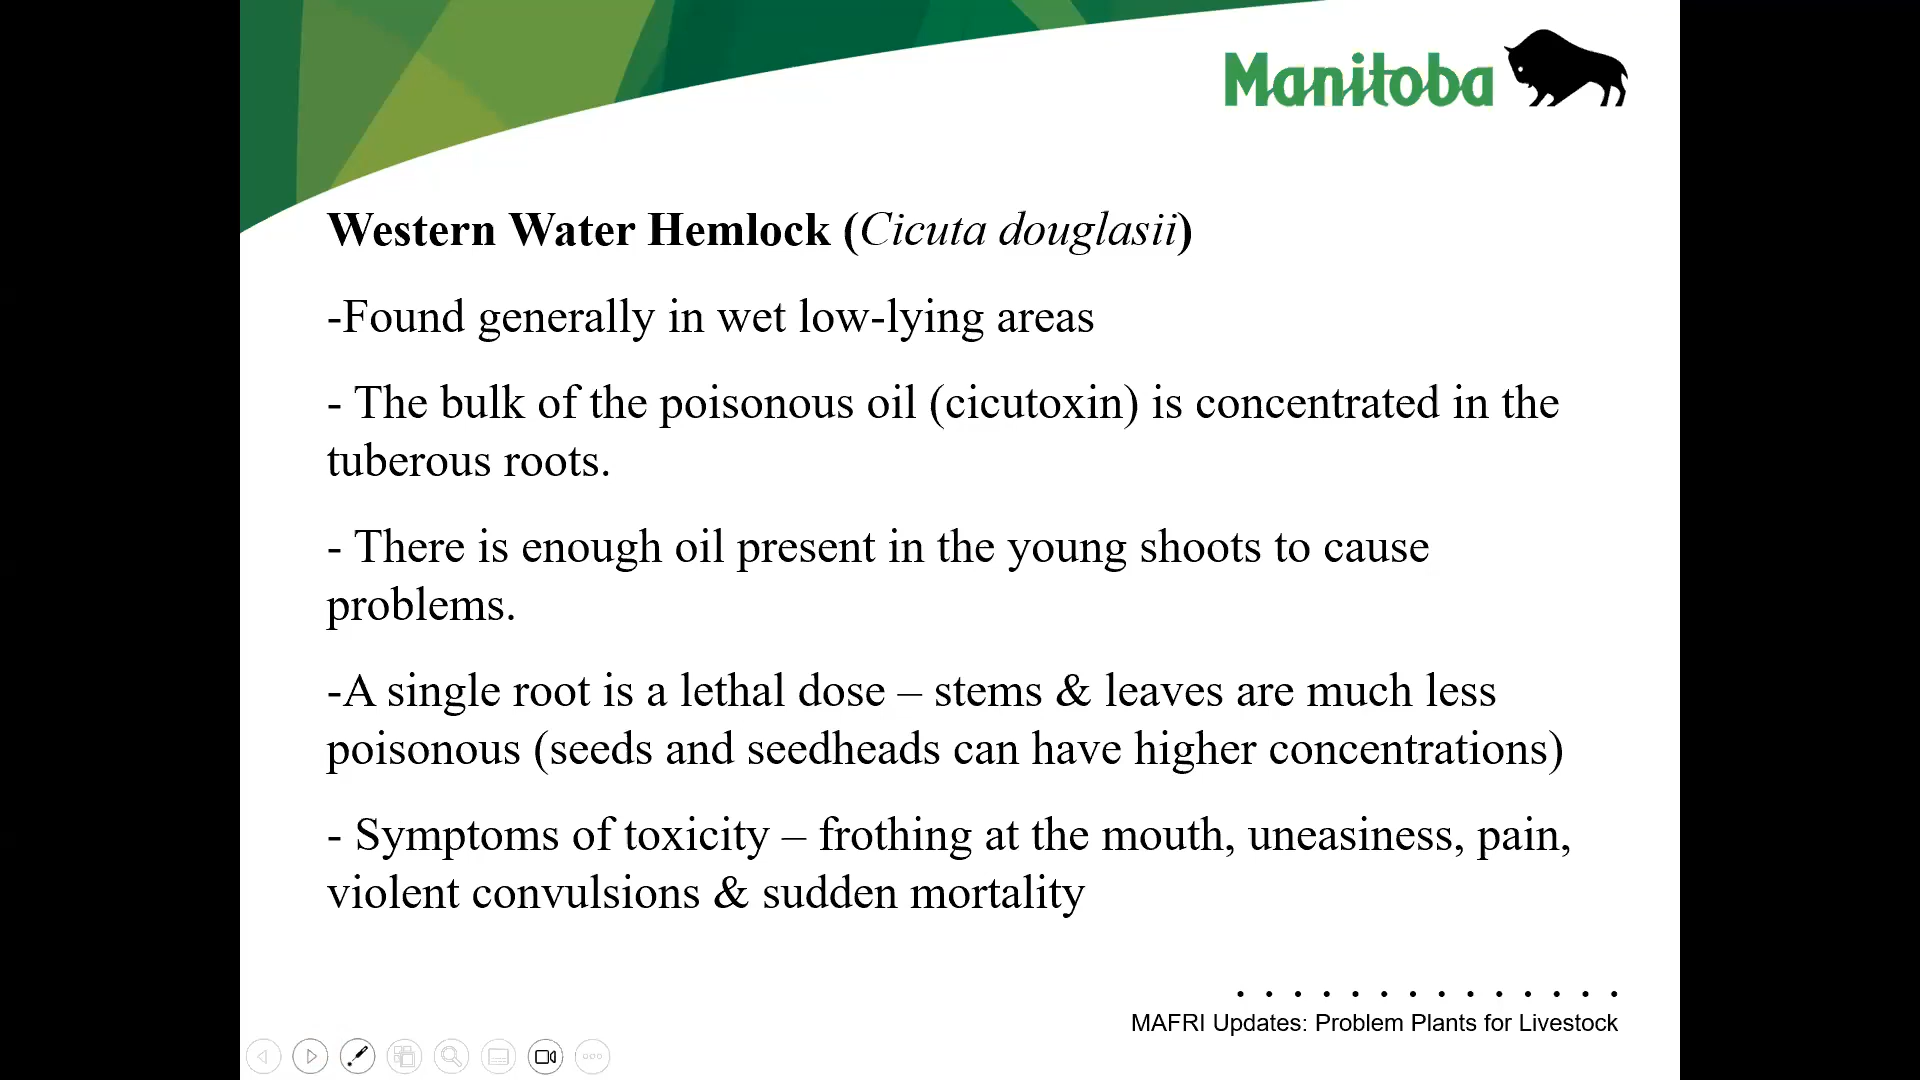 Manitoba
Western Water Hemlock (Cicuta douglasii)
-Found generally in wet low-lying areas
- The bulk of the poisonous oil (cicutoxin) is concentrated in the
tuberous roots.
- There is enough oil present in the young shoots to cause
problems.
-A single root is a lethal dose – stems & leaves are much less
poisonous (seeds and seedheads can have higher concentrations)
- Symptoms of toxicity – frothing at the mouth, uneasiness, pain,
violent convulsions & sudden mortality
. . . . . . . . . . . . . .
MAFRI Updates: Problem Plants for Livestock